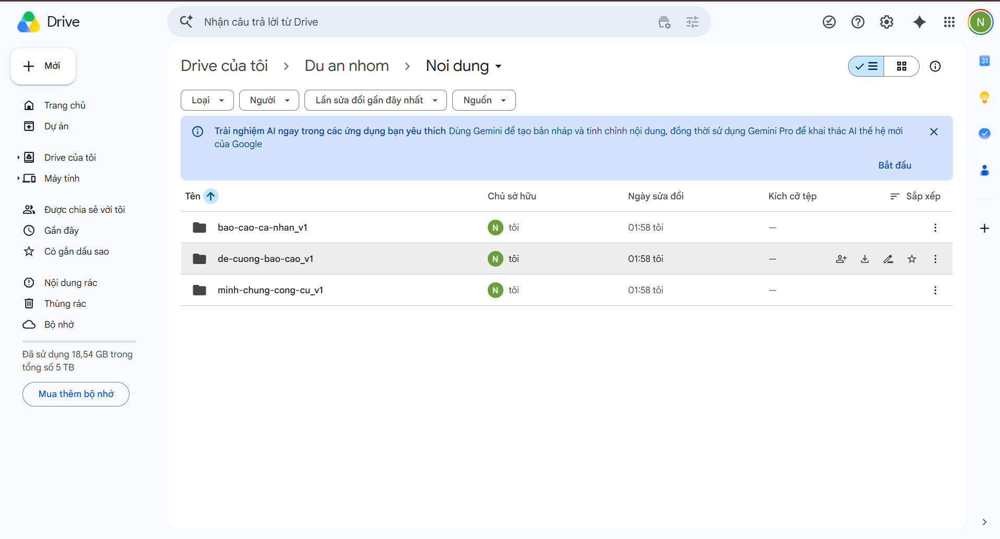 Drive
Nhận câu trả lời từ Drive
N
Mới
Trang chủ
Dự án
Drive của tôi
Máy tính
Được chia sẻ với tôi
Gần đây
Có gắn dấu sao
Nội dung rác
Thùng rác
Bộ nhớ
Đã sử dụng 18,54 GB trong
tổng số 5 TB
Mua thêm bộ nhớ
Drive của tôi Du an nhom Noi dung
Loại Người Lần sửa đổi gần đây nhất Nguồn
Trải nghiệm AI ngay trong các ứng dụng bạn yêu thích Dùng Gemini để tạo bản nháp và tinh chỉnh nội dung, đồng thời sử dụng Gemini Pro để khai thác AI thế hệ mới
của Google
Bắt đầu
Tên Chủ sở hữu Ngày sửa đổi Kích cỡ tệp Sắp xếp
bao-cao-ca-nhan_v1 N tôi 01:58 tôi —
de-cuong-bao-cao_v1 N tôi 01:58 tôi —
minh-chung-cong-cu_v1 N tôi 01:58 tôi —
31